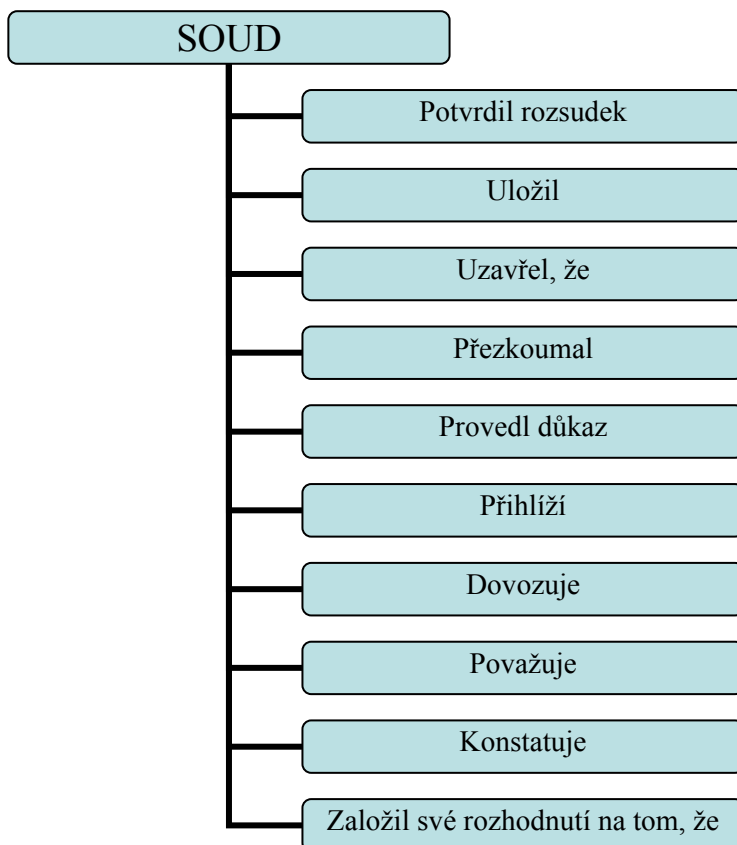 SOUD
Potvrdil rozsudek
Uložil
Uzavřel, že
Přezkoumal
Provedl důkaz
Přihlíží
Dovozuje
Považuje
Konstatuje
Založil své rozhodnutí na tom, že